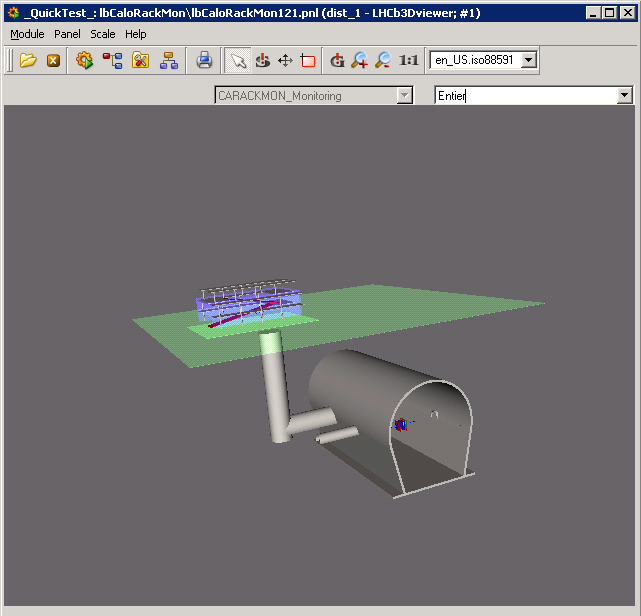 _QuickTest_: lbCaloRackMon\lbCaloRackMon121.pnl (dist_1 - LHCb3Dviewer; #1)
Module Panel Scale Help
1:1 en_US.iso88591
CARACKMON_Monitoring Entier